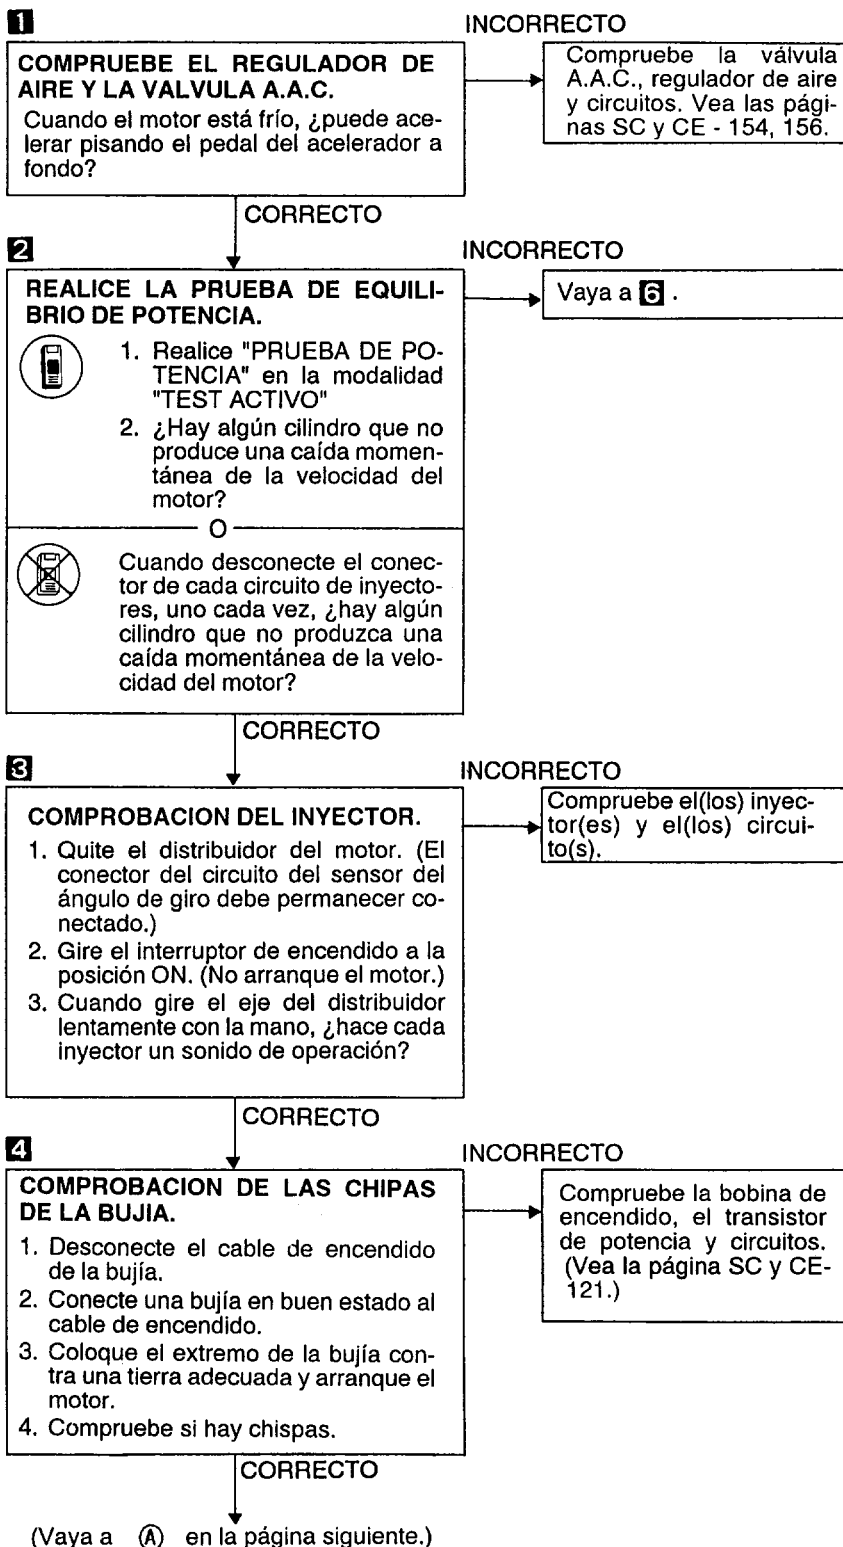 1
INCORRECTO
COMPRUEBE EL REGULADOR DE
AIRE Y LA VALVULA A.A.C.
Cuando el motor está frío, ¿puede ace-
lerar pisando el pedal del acelerador a
fondo?
Compruebe la válvula
A.A.C., regulador de aire
y circuitos. Vea las pági-
nas SC y CE - 154, 156.
CORRECTO
2
INCORRECTO
REALICE LA PRUEBA DE EQUILI-
BRIO DE POTENCIA.
1. Realice "PRUEBA DE PO-
TENCIA" en la modalidad
"TEST ACTIVO"
2. ¿Hay algún cilindro que no
produce una caída momen-
tánea de la velocidad del
motor?
O
Cuando desconecte el conec-
tor de cada circuito de inyecto-
res, uno cada vez, ¿hay algún
cilindro que no produzca una
caída momentánea de la velo-
cidad del motor?
Vaya a 6 .
CORRECTO
3
INCORRECTO
COMPROBACION DEL INYECTOR.
1. Quite el distribuidor del motor. (El
conector del circuito del sensor del
ángulo de giro debe permanecer co-
nectado.)
2. Gire el interruptor de encendido a la
posición ON. (No arranque el motor.)
3. Cuando gire el eje del distribuidor
lentamente con la mano, ¿hace cada
inyector un sonido de operación?
Compruebe el(los) inyec-
tor(es) y el(los) circui-
to(s).
CORRECTO
4
INCORRECTO
COMPROBACION DE LAS CHIPAS
DE LA BUJIA.
1. Desconecte el cable de encendido
de la bujía.
2. Conecte una bujía en buen estado al
cable de encendido.
3. Coloque el extremo de la bujía con-
tra una tierra adecuada y arranque el
motor.
4. Compruebe si hay chispas.
Compruebe la bobina de
encendido, el transistor
de potencia y circuitos.
(Vea la página SC y CE-
121.)
CORRECTO
(Vaya a Ⓐ en la página siguiente.)